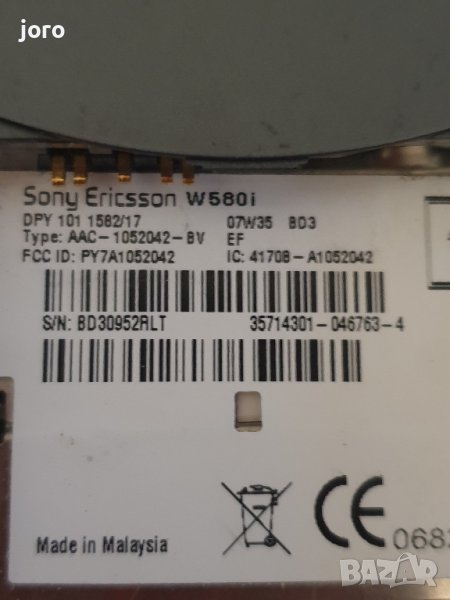 joro
Sony Ericsson W580i
DPY 101 1582/17 07W35 BD3
Type: AAC-1052042-BV EF
FCC ID: PY7A1052042 IC: 4170B-A1052042
S/N: BD30952RLT 35714301-046763-4
CE 0682
Made in Malaysia
BAZAR